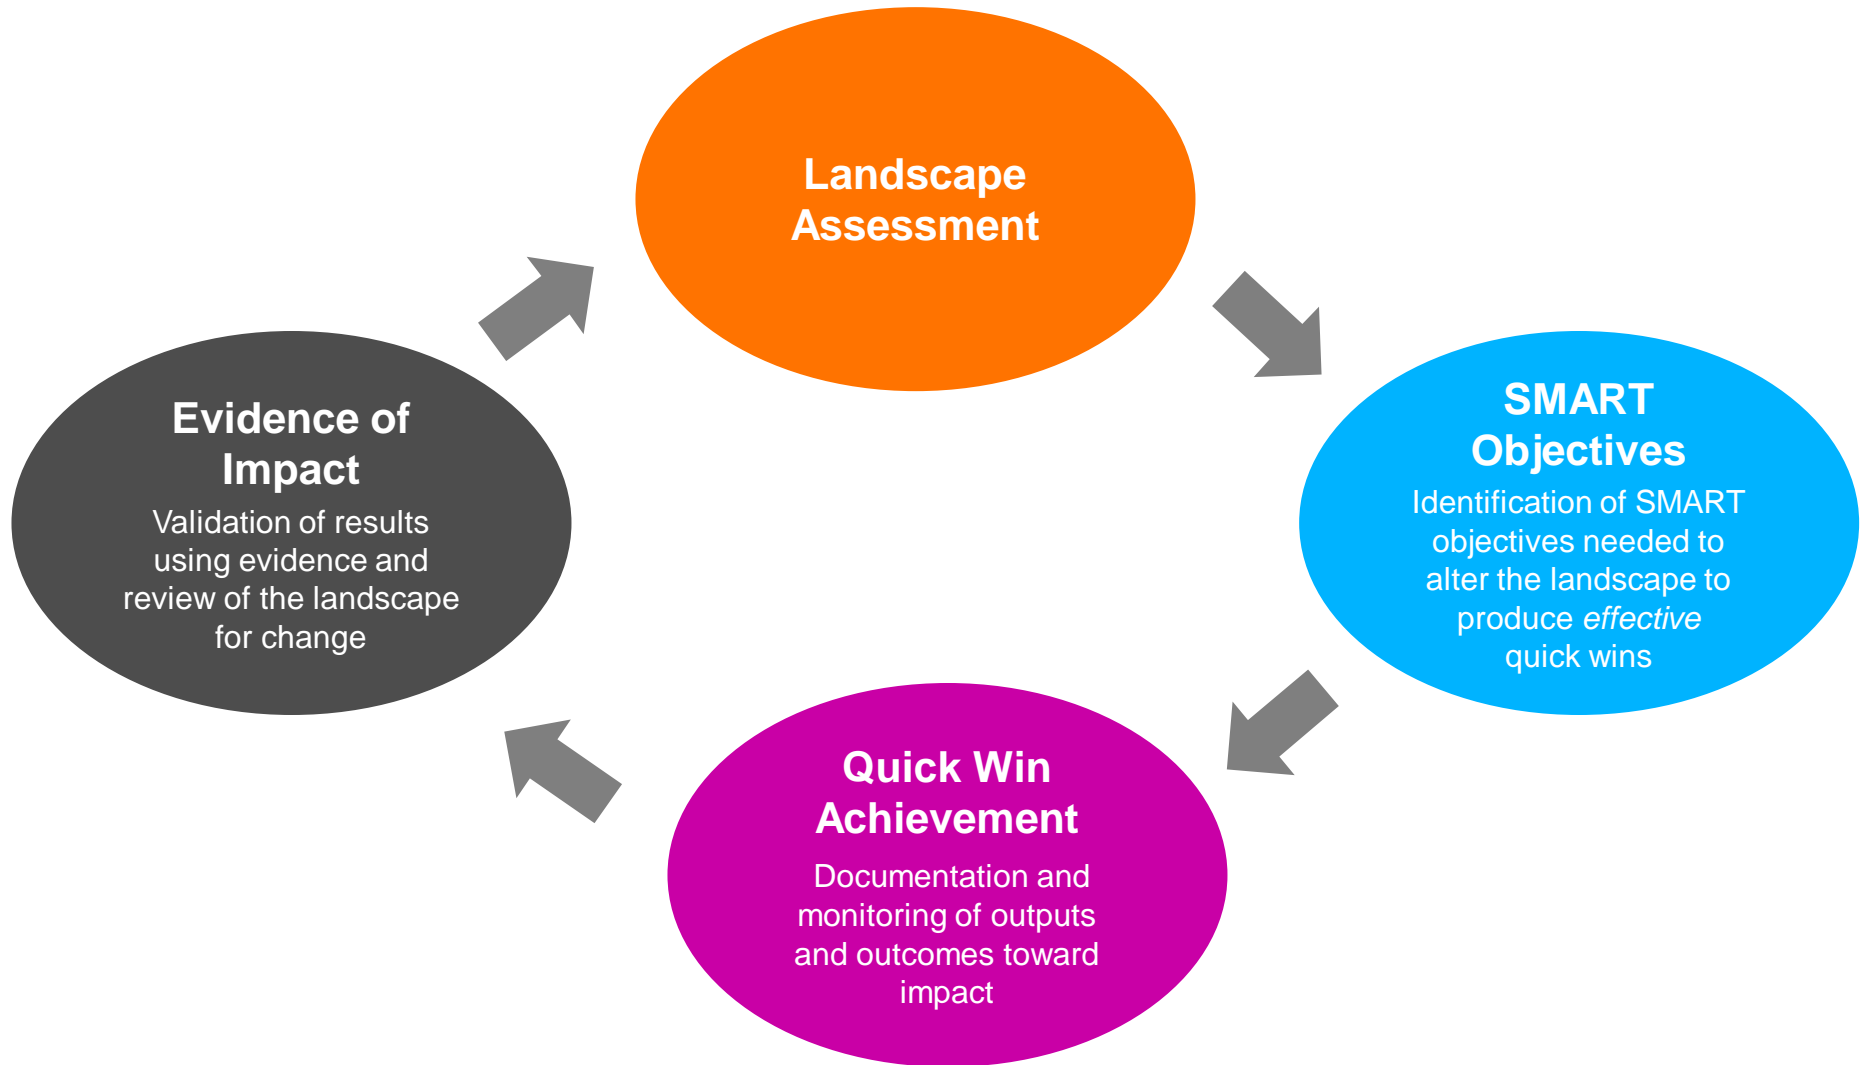 Landscape
Assessment
SMART
Objectives
Identification of SMART
objectives needed to
alter the landscape to
produce effective
quick wins
Quick Win
Achievement
Documentation and
monitoring of outputs
and outcomes toward
impact
Evidence of
Impact
Validation of results
using evidence and
review of the landscape
for change